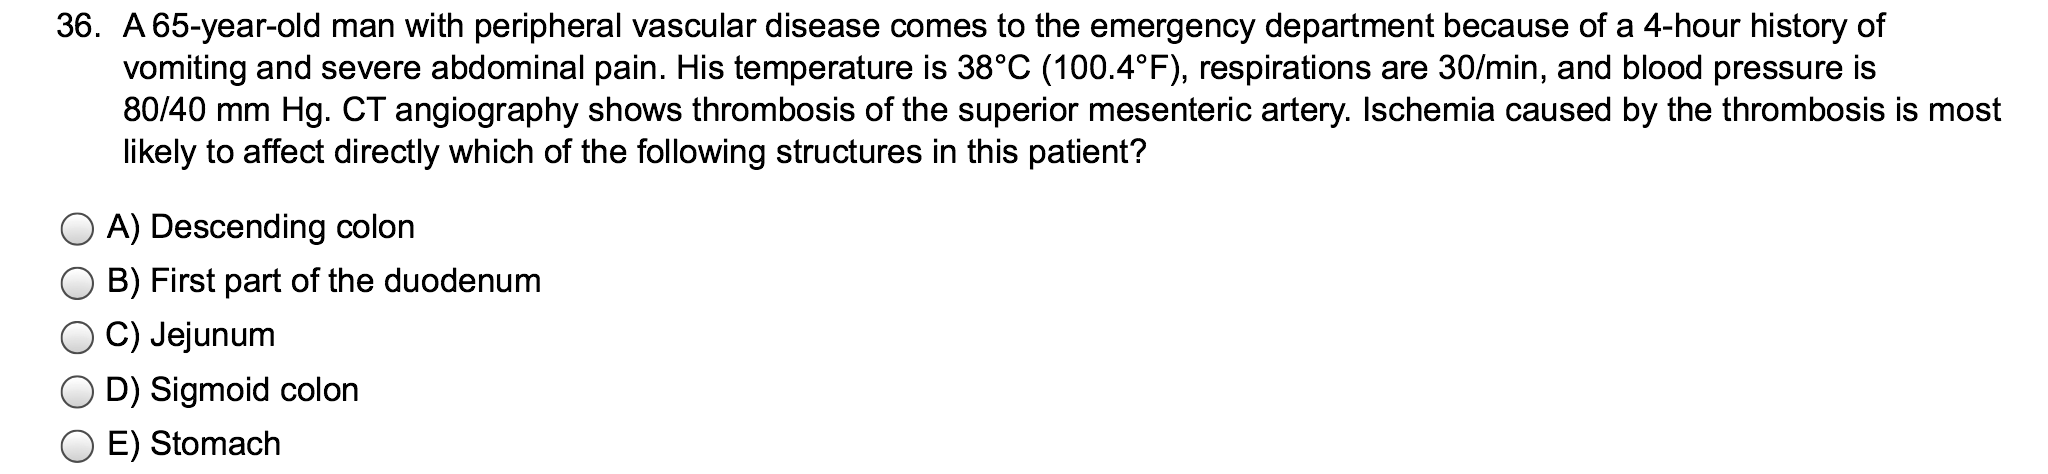 36. A 65-year-old man with peripheral vascular disease comes to the emergency department because of a 4-hour history of
vomiting and severe abdominal pain. His temperature is 38°C (100.4°F), respirations are 30/min, and blood pressure is
80/40 mm Hg. CT angiography shows thrombosis of the superior mesenteric artery. Ischemia caused by the thrombosis is most
likely to affect directly which of the following structures in this patient?
A) Descending colon
B) First part of the duodenum
C) Jejunum
D) Sigmoid colon
E) Stomach